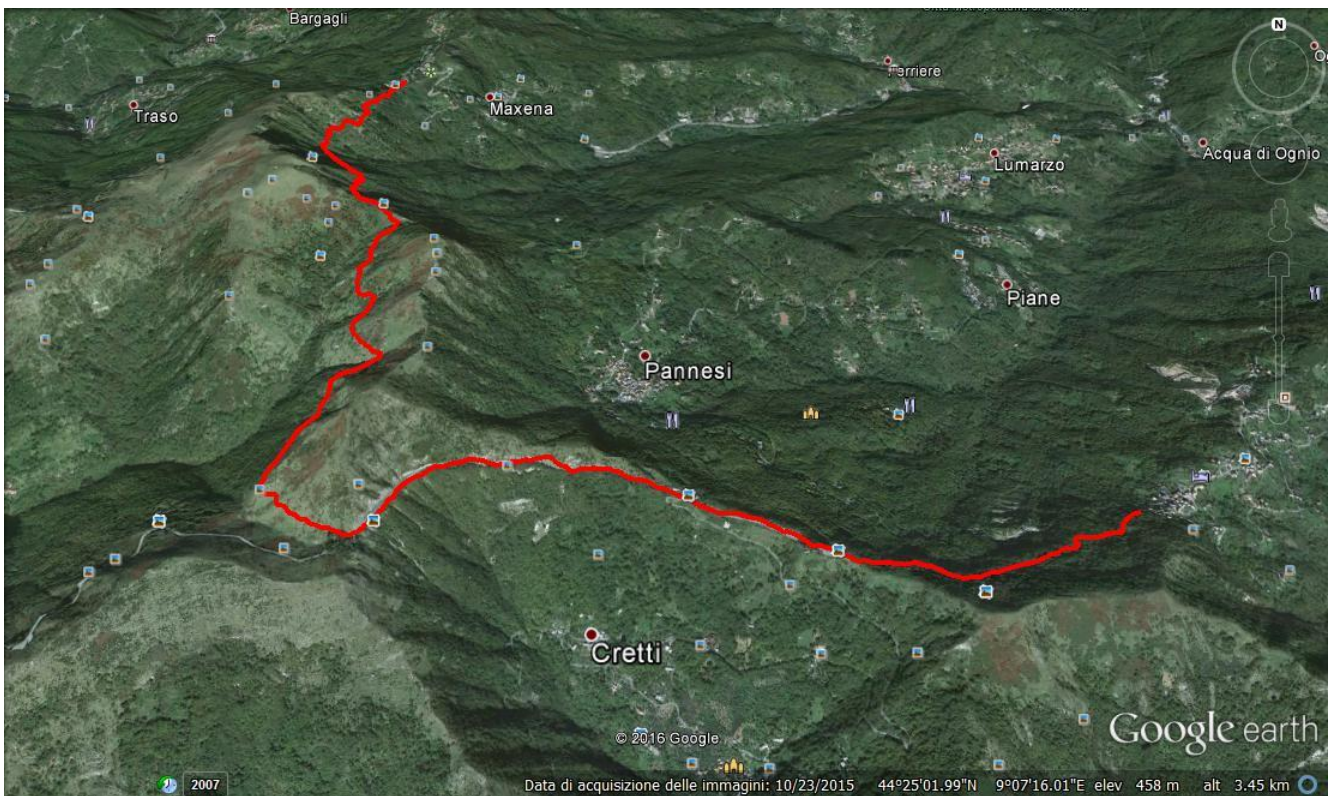 Bargagli
N
Traso
Maxena
Ferriere
Lumarzo
Acqua di Ognio
Piane
Pannesi
Cretti
Google earth
© 2016 Google
2007
Data di acquisizione delle immagini: 10/23/2015 44°25'01.99"N 9°07'16.01"E elev 458 m alt 3.45 km